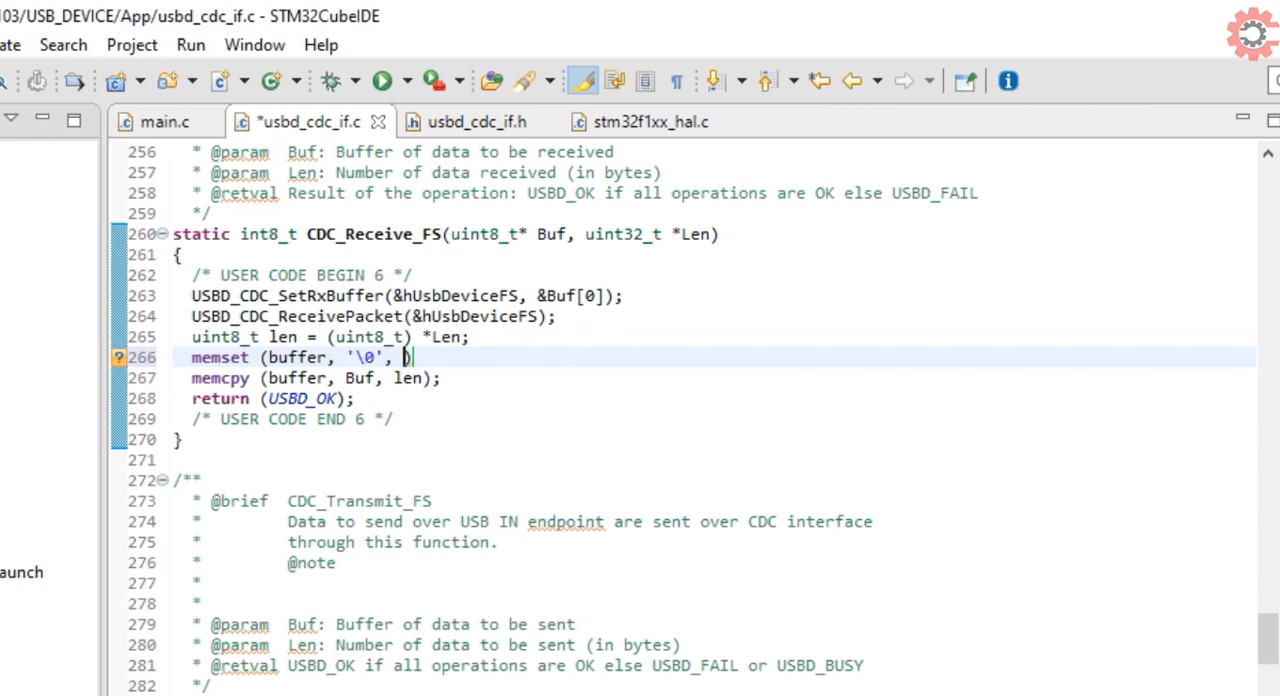 103/USB_DEVICE/App/usbd_cdc_if.c - STM32CubeIDE
ate Search Project Run Window Help
main.c *usbd_cdc_if.c usbd_cdc_if.h stm32f1xx_hal.c
256 * @param Buf: Buffer of data to be received
257 * @param Len: Number of data received (in bytes)
258 * @retval Result of the operation: USBD_OK if all operations are OK else USBD_FAIL
259 */
260 static int8_t CDC_Receive_FS(uint8_t* Buf, uint32_t *Len)
261 {
262 /* USER CODE BEGIN 6 */
263 USBD_CDC_SetRxBuffer(&hUsbDeviceFS, &Buf[0]);
264 USBD_CDC_ReceivePacket(&hUsbDeviceFS);
265 uint8_t len = (uint8_t) *Len;
266 memset (buffer, '\0', )
267 memcpy (buffer, Buf, len);
268 return (USBD_OK);
269 /* USER CODE END 6 */
270 }
271
272 /**
273 * @brief CDC_Transmit_FS
274 * Data to send over USB IN endpoint are sent over CDC interface
275 * through this function.
276 * @note
277 *
278 *
279 * @param Buf: Buffer of data to be sent
280 * @param Len: Number of data to be sent (in bytes)
281 * @retval USBD_OK if all operations are OK else USBD_FAIL or USBD_BUSY
282 */
aunch